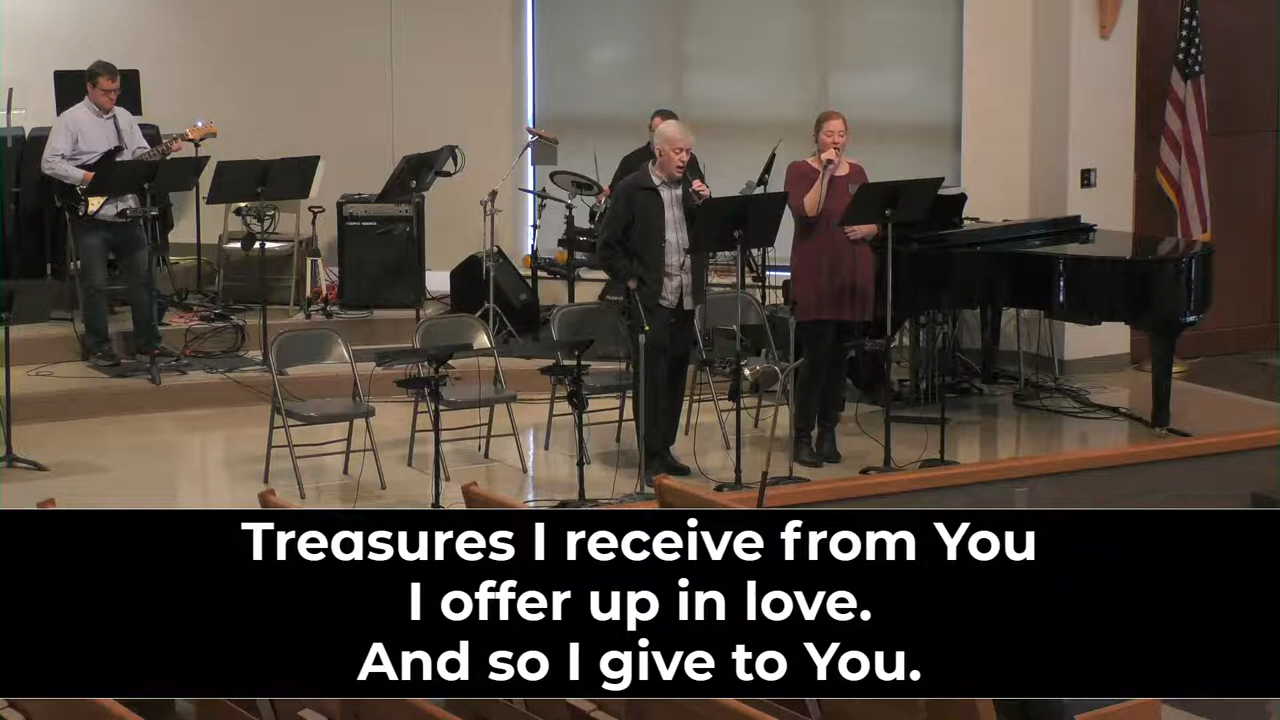 Treasures I receive from You
I offer up in love.
And so I give to You.